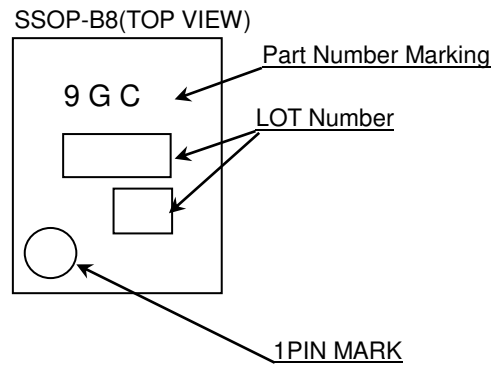 SSOP-B8(TOP VIEW)
Part Number Marking
9 G C
LOT Number
1PIN MARK